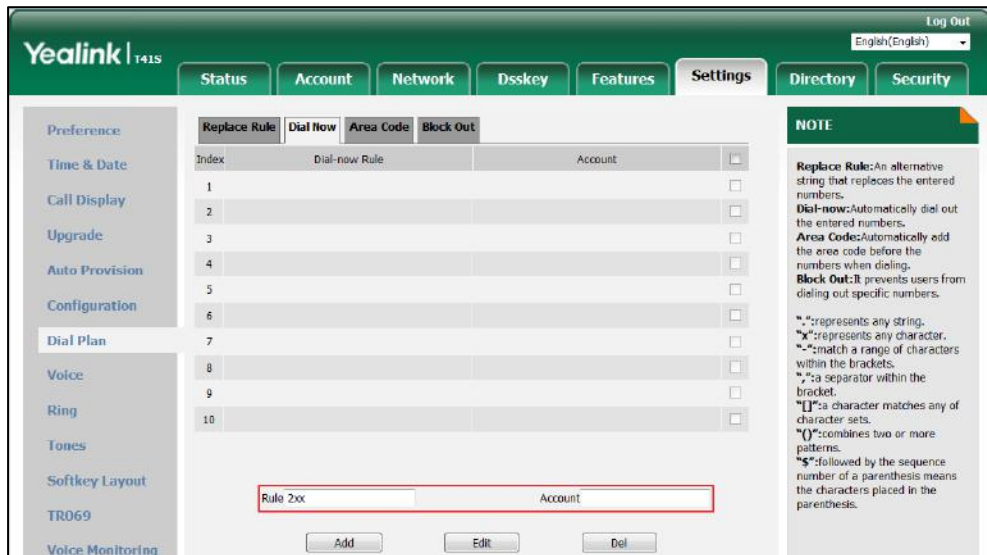 Log Out
Yealink | T41S
English(English)
Status Account Network Dsskey Features Settings Directory Security
Preference
Time & Date
Call Display
Upgrade
Auto Provision
Configuration
Dial Plan
Voice
Ring
Tones
Softkey Layout
TR069
Voice Monitoring
Replace Rule Dial Now Area Code Block Out
Index Dial-now Rule Account
1
2
3
4
5
6
7
8
9
10
Rule 2xx Account
Add Edit Del
NOTE
Replace Rule:An alternative
string that replaces the entered
numbers.
Dial-now:Automatically dial out
the entered numbers.
Area Code:Automatically add
the area code before the
numbers when dialing.
Block Out:It prevents users from
dialing out specific numbers.
".":represents any string.
"x":represents any character.
"-":match a range of characters
within the brackets.
",":a separator within the
bracket.
"[]":a character matches any of
character sets.
"()":combines two or more
patterns.
"$":followed by the sequence
number of a parenthesis means
the characters placed in the
parenthesis.